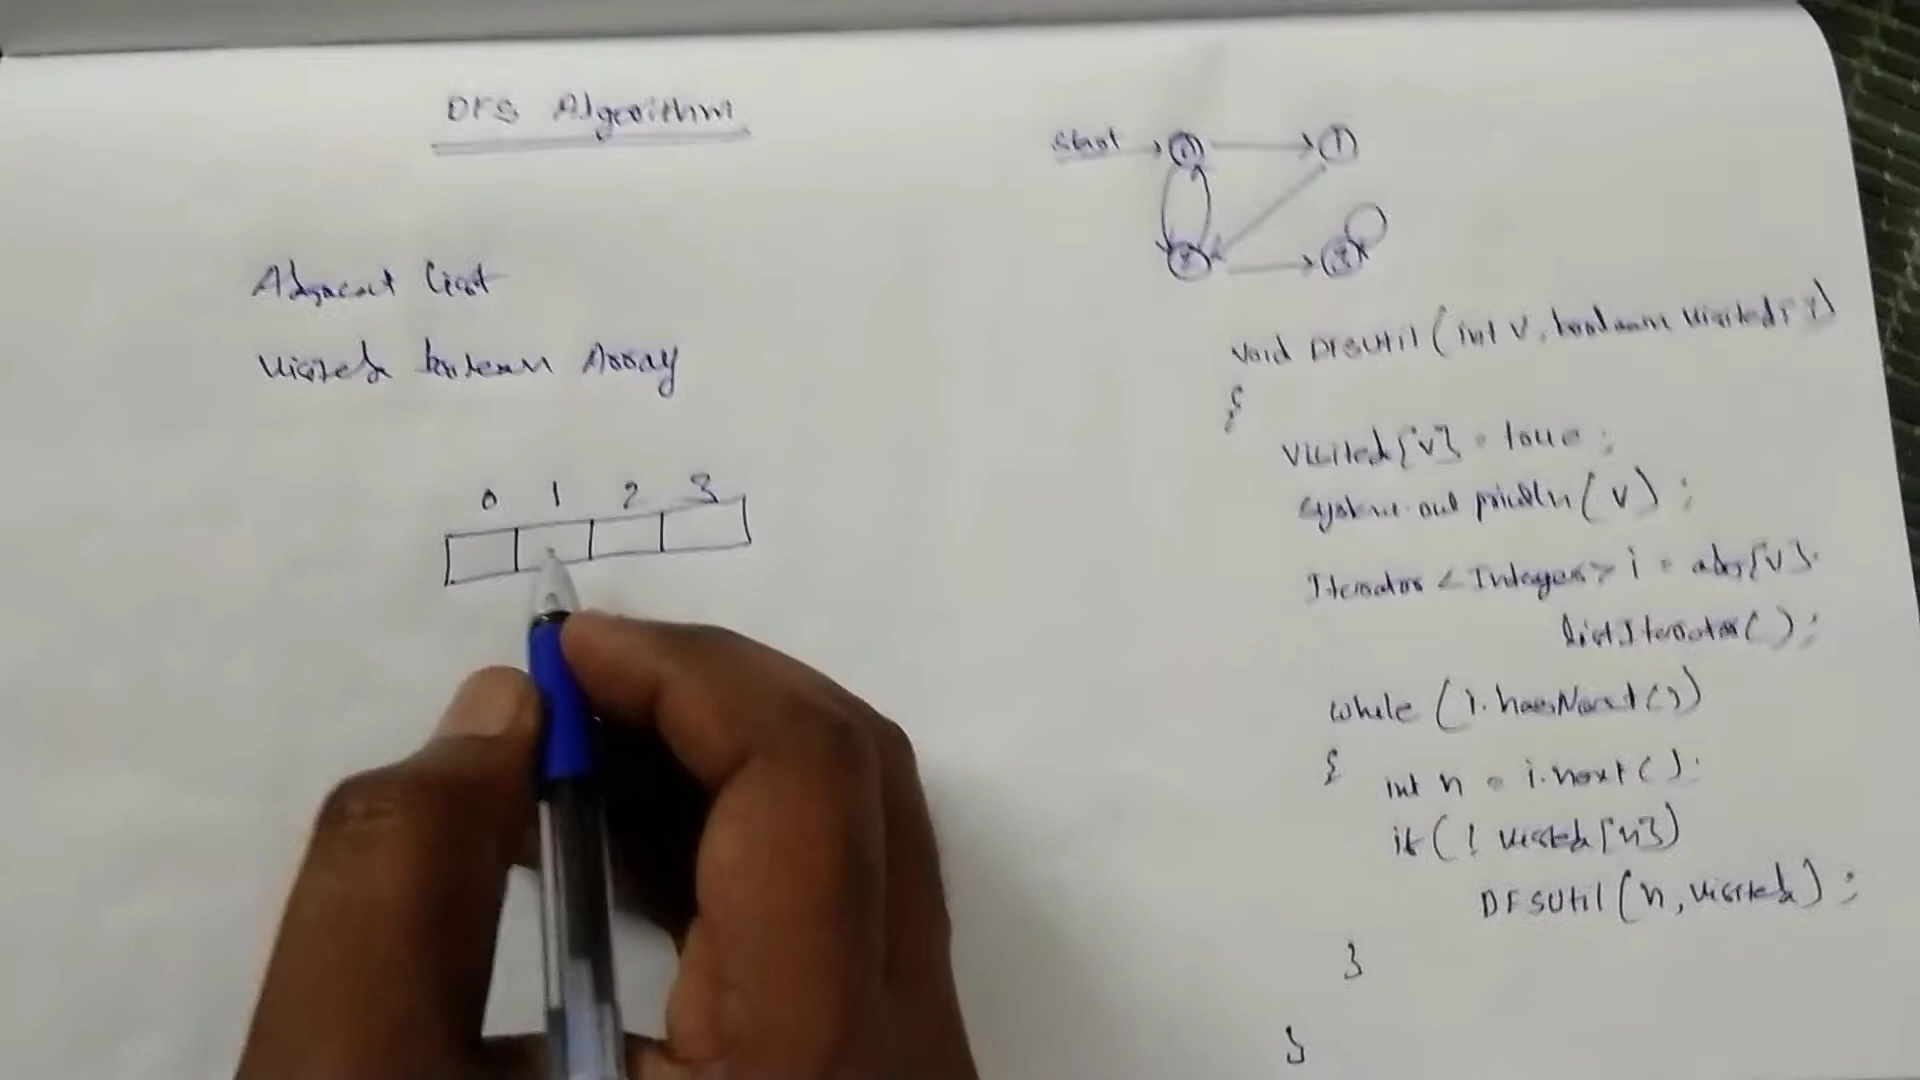 DFS Algorithm
Start 0 1
2 3
Adjacent list
Visited boolean Array
0 1 2 3
void DFSUtil (int v, boolean visited[])
{
visited[v] = true;
System.out.println(v);
Iterator <Integer> i = adj[v].
listIterator();
while (i.hasNext())
{ int n = i.next();
if (! visited[n])
DFSUtil (n, visited);
}
}